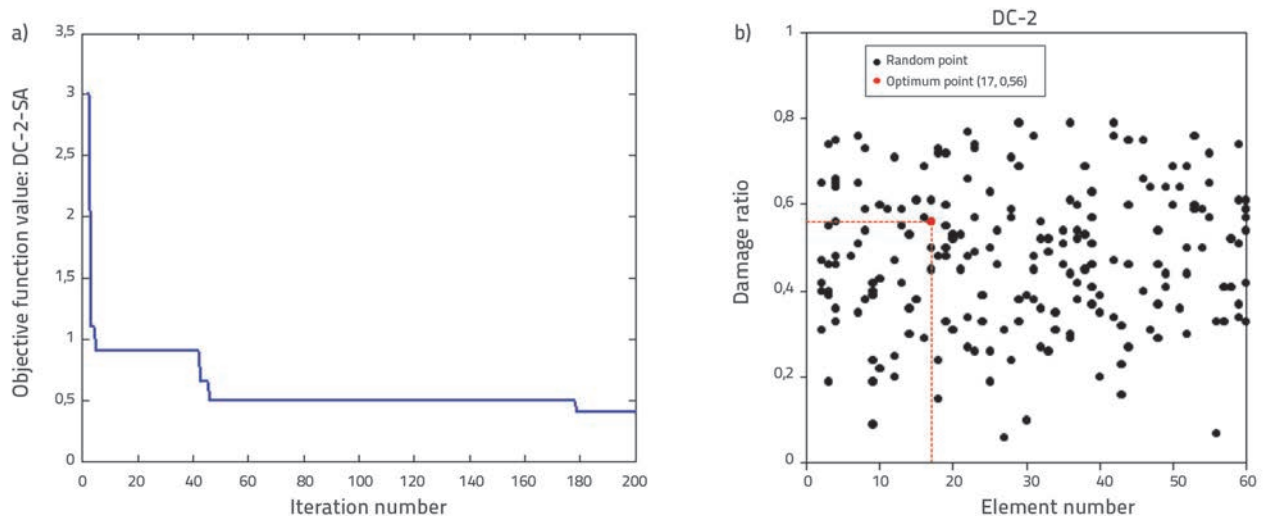 a)
3,5
3
2,5
2
1,5
1
0,5
0
Objective function value: DC-2-SA
0 20 40 60 80 100 120 140 160 180 200
Iteration number
b)
DC-2
1
0,8
0,6
0,4
0,2
0
Damage ratio
Random point
Optimum point (17, 0,56)
0 10 20 30 40 50 60
Element number